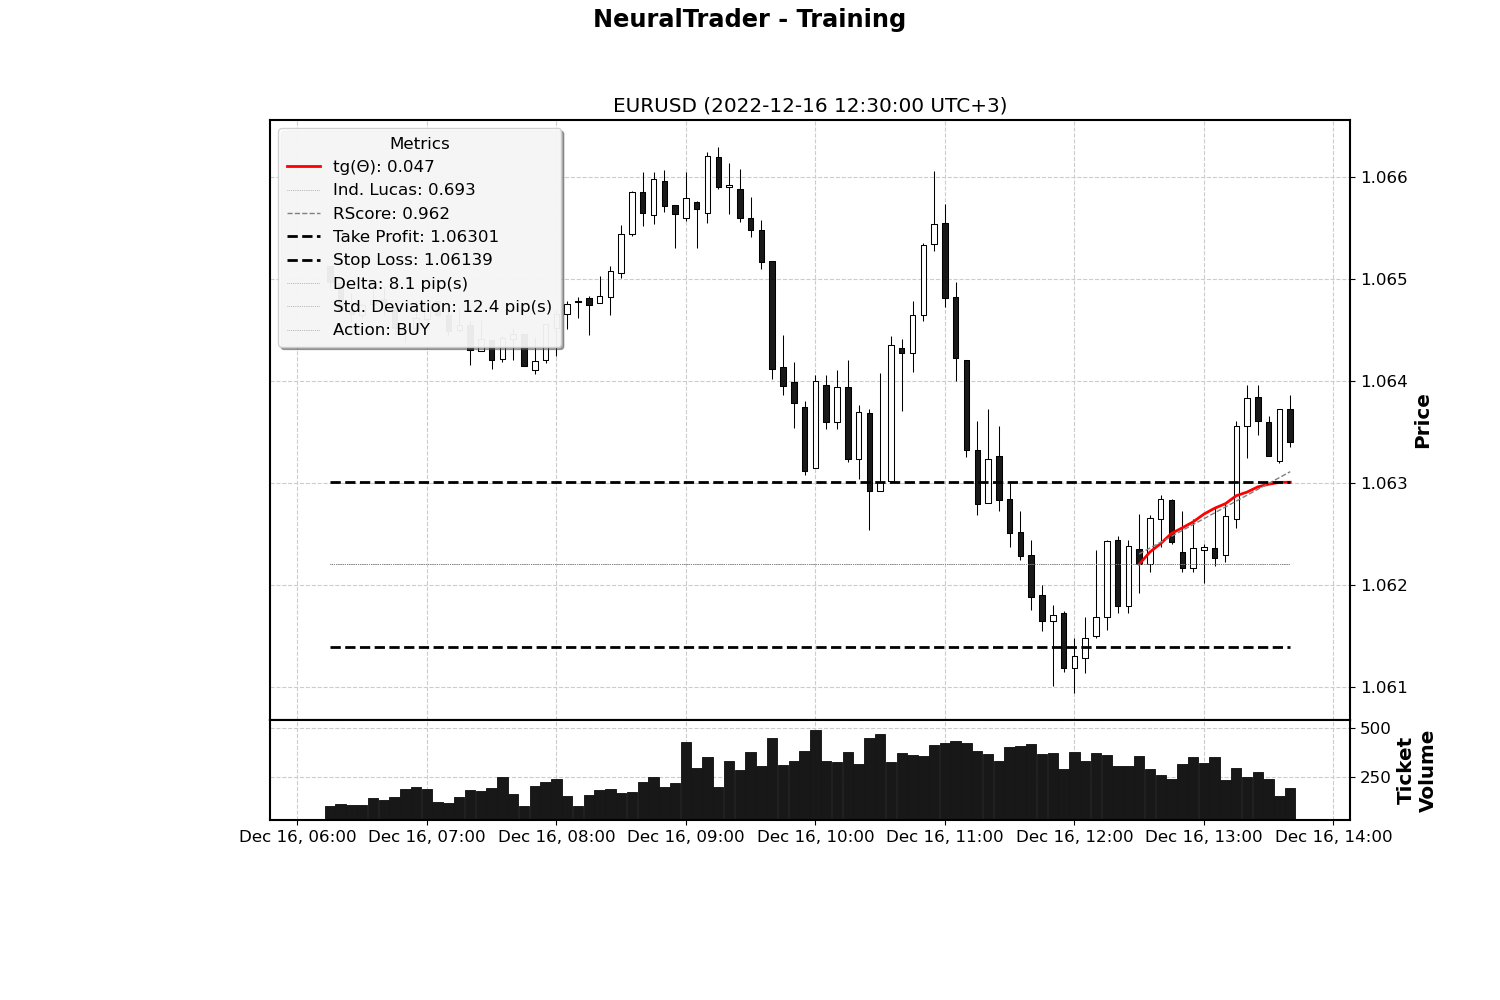 NeuralTrader - Training
EURUSD (2022-12-16 12:30:00 UTC+3)
Metrics
tg(Θ): 0.047
Ind. Lucas: 0.693
RScore: 0.962
Take Profit: 1.06301
Stop Loss: 1.06139
Delta: 8.1 pip(s)
Std. Deviation: 12.4 pip(s)
Action: BUY
1.066
1.065
1.064
1.063
1.062
1.061
Price
500
250
Ticket
Volume
Dec 16, 06:00 Dec 16, 07:00 Dec 16, 08:00 Dec 16, 09:00 Dec 16, 10:00 Dec 16, 11:00 Dec 16, 12:00 Dec 16, 13:00 Dec 16, 14:00